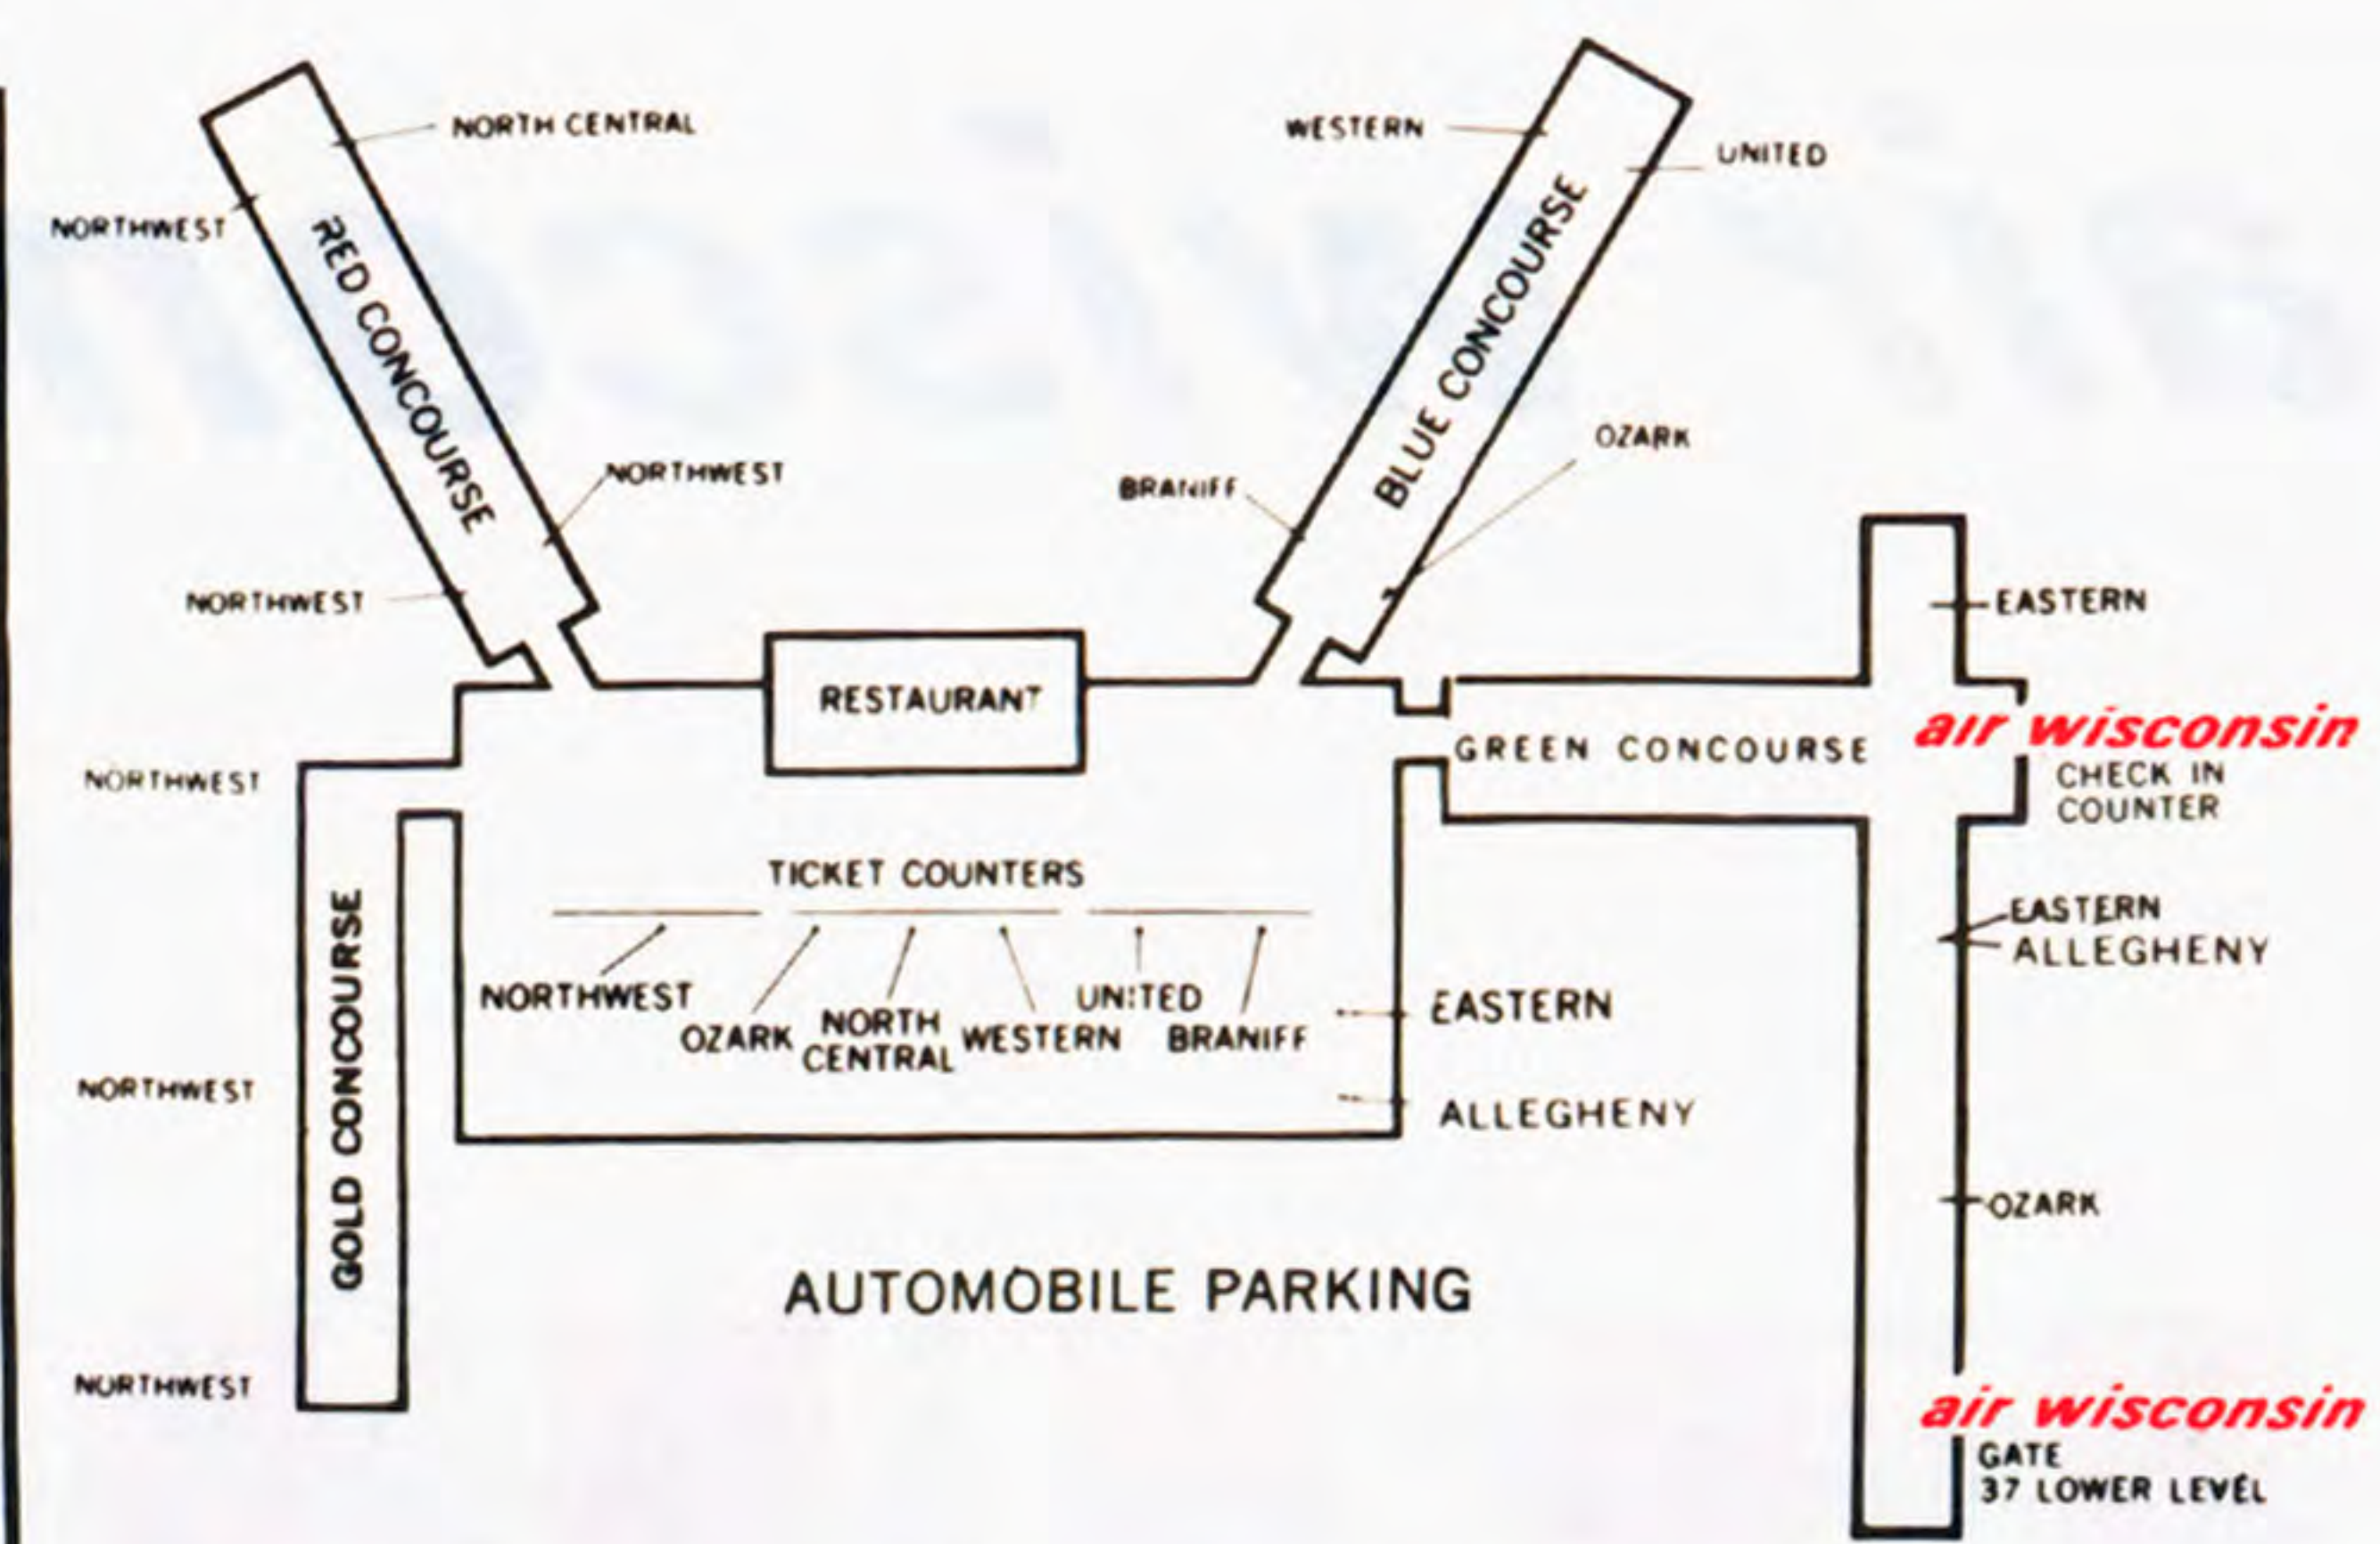 NORTH CENTRAL
WESTERN
UNITED
NORTHWEST
RED CONCOURSE
BLUE CONCOURSE
OZARK
NORTHWEST
BRANIFF
NORTHWEST
EASTERN
RESTAURANT
GREEN CONCOURSE
air wisconsin
CHECK IN
COUNTER
NORTHWEST
TICKET COUNTERS
EASTERN
ALLEGHENY
GOLD CONCOURSE
NORTHWEST
OZARK
NORTH
CENTRAL
WESTERN
UNITED
BRANIFF
EASTERN
ALLEGHENY
NORTHWEST
OZARK
AUTOMOBILE PARKING
NORTHWEST
air wisconsin
GATE
37 LOWER LEVEL